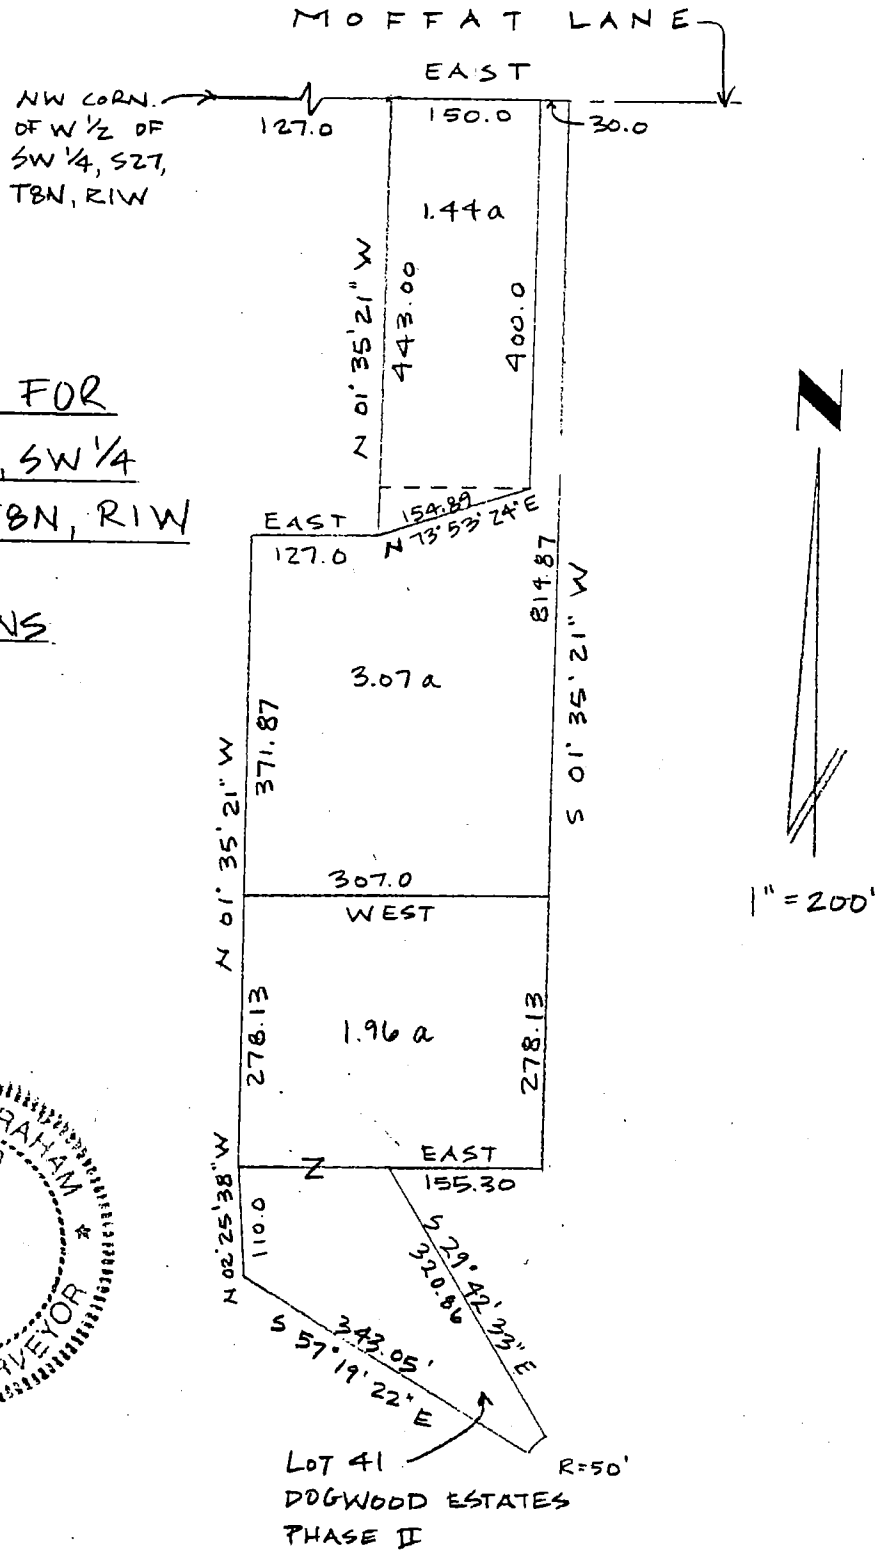 MOFFAT LANE
EAST
NW CORN.
OF W 1/2 OF
SW 1/4, S27,
T8N, R1W
127.0
150.0
30.0
1.44a
N 01° 35' 21" W
443.00
400.0
FOR
, SW 1/4
T8N, R1W
NS
N
EAST
127.0
154.89
N 73° 53' 24" E
814.87
S 01° 35' 21" W
3.07a
371.87
N 01° 35' 21" W
307.0
WEST
1" = 200'
278.13
1.96 a
278.13
RAHAM
RVEYOR
Z
EAST
155.30
N 02° 25' 38" W
110.0
S 29° 42' 33" E
320.86
343.05'
S 57° 19' 22" E
LOT 41
DOGWOOD ESTATES
PHASE II
R=50'